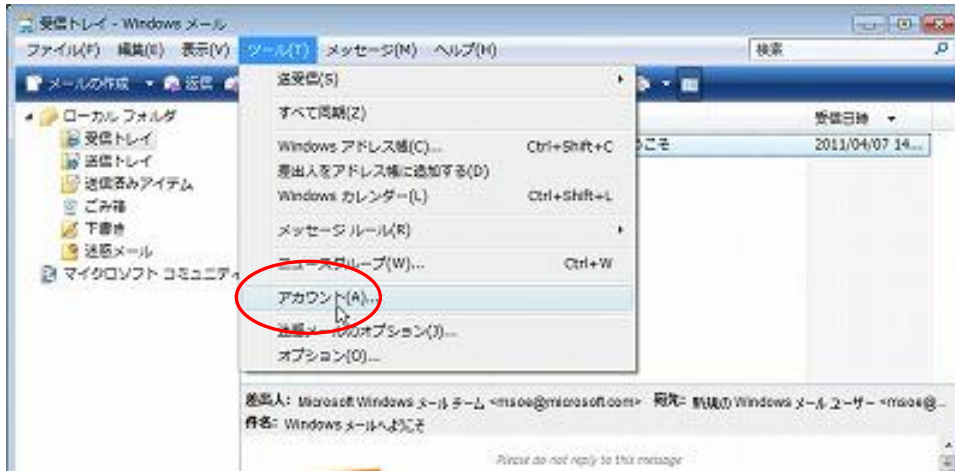 受信トレイ - Windows メール
ファイル(F) 編集(E) 表示(V) ツール(T) メッセージ(M) ヘルプ(H)
検索
メールの作成 返信
送受信(S)
すべて同期(Z)
Windows アドレス帳(C)... Ctrl+Shift+C
差出人をアドレス帳に追加する(D)
Windows カレンダー(L) Ctrl+Shift+L
メッセージ ルール(R)
ニュースグループ(W)... Ctrl+W
アカウント(A)...
迷惑メールのオプション(J)...
オプション(O)...
ローカル フォルダ
受信トレイ
送信トレイ
送信済みアイテム
ごみ箱
下書き
迷惑メール
マイクロソフト コミュニティ
受信日時
こそ 2011/04/07 14...
差出人: Microsoft Windows メール チーム <msoe@microsoft.com> 宛先: 新規の Windows メール ユーザー <msoe@...
件名: Windows メールへようこそ
Please do not reply to this message